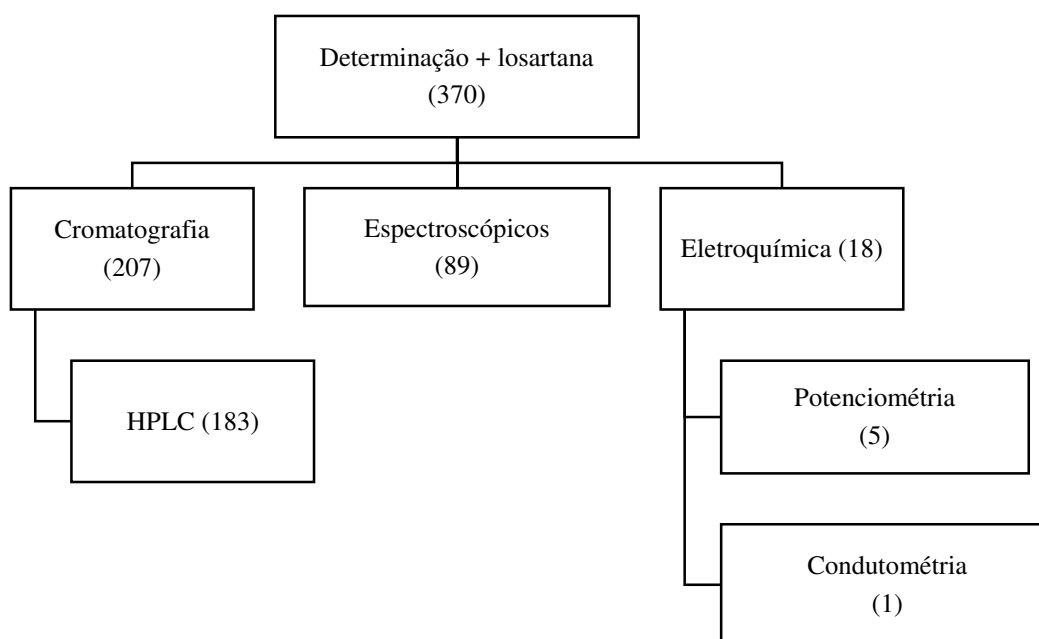 Determinação + losartana
(370)
Cromatografia
(207)
Espectroscópicos
(89)
Eletroquímica (18)
HPLC (183)
Potenciométria
(5)
Condutométria
(1)